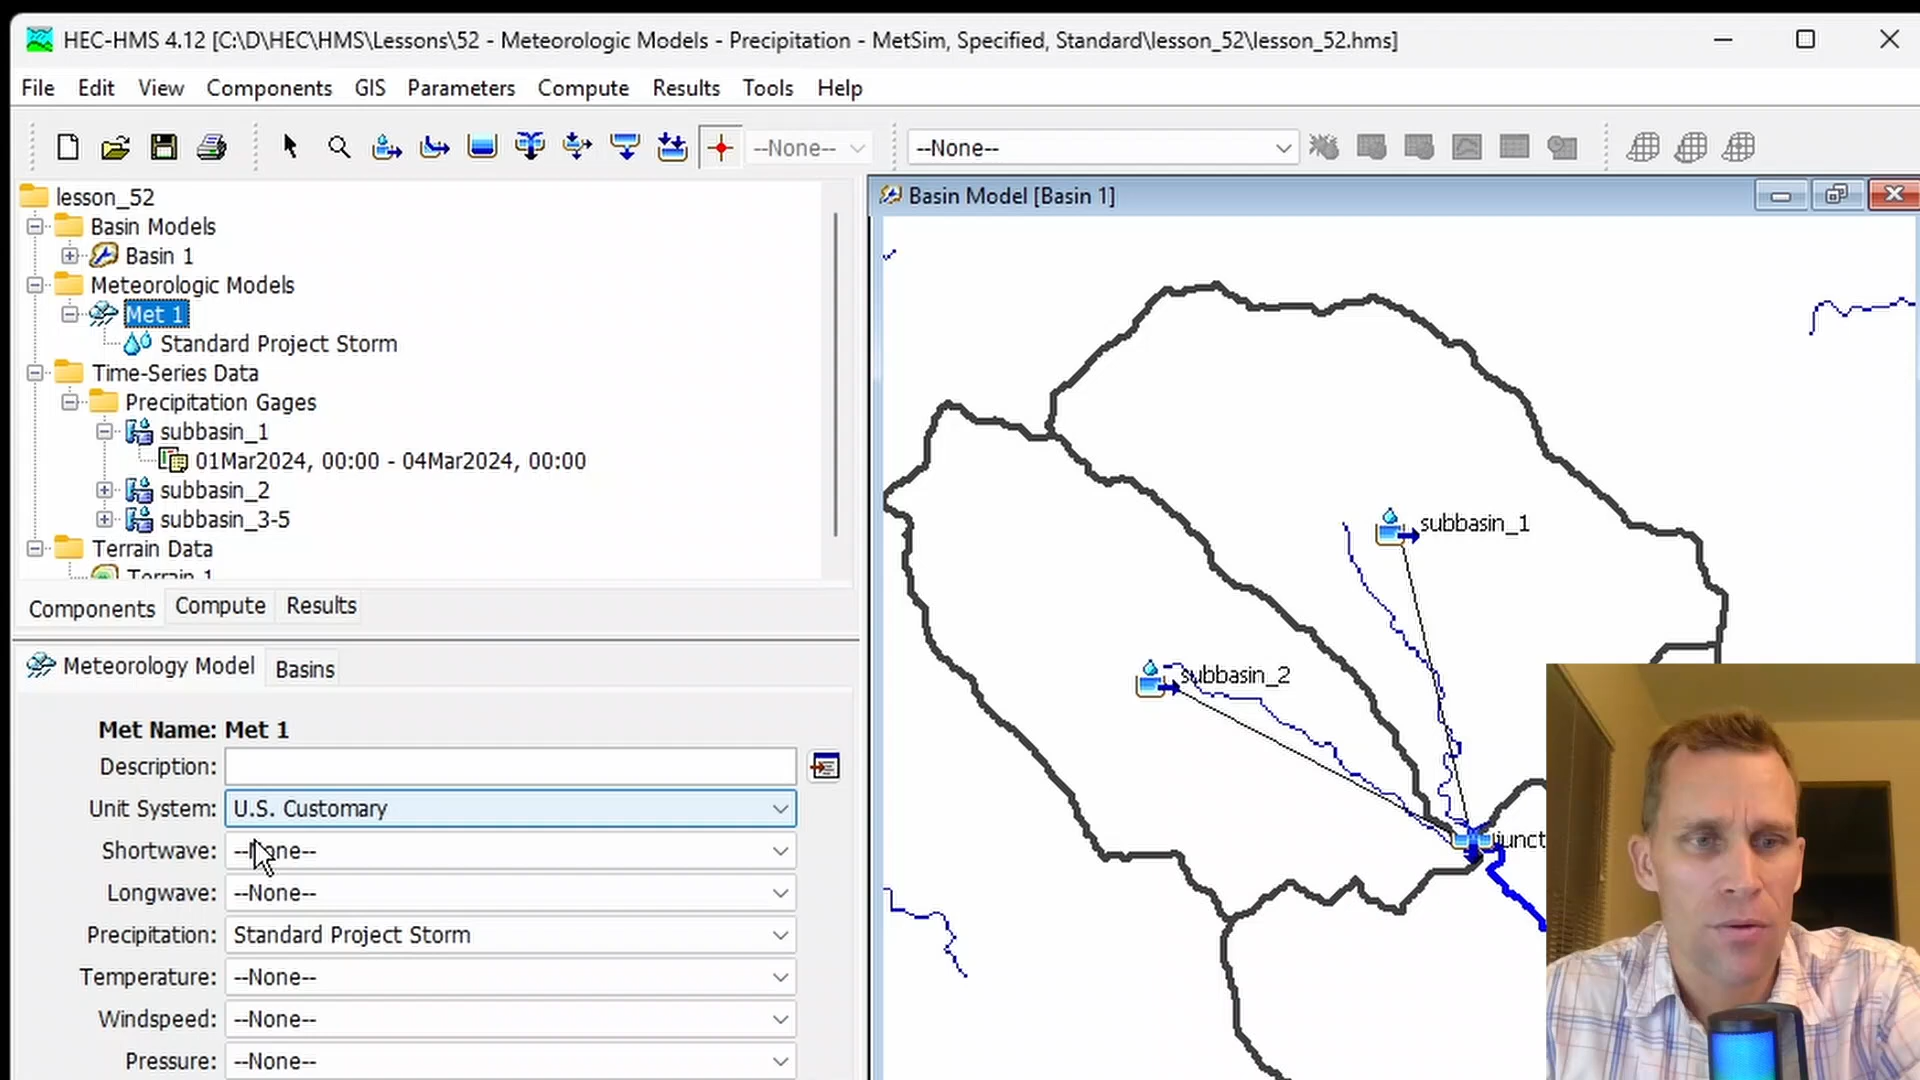 HEC-HMS 4.12 [C:\D\HEC\HMS\Lessons\52 - Meteorologic Models - Precipitation - MetSim, Specified, Standard\lesson_52\lesson_52.hms]
File Edit View Components GIS Parameters Compute Results Tools Help
--None--
--None--
lesson_52
Basin Models
Basin 1
Meteorologic Models
Met 1
Standard Project Storm
Time-Series Data
Precipitation Gages
subbasin_1
01Mar2024, 00:00 - 04Mar2024, 00:00
subbasin_2
subbasin_3-5
Terrain Data
Terrain 1
Components Compute Results
Meteorology Model Basins
Met Name: Met 1
Description:
Unit System: U.S. Customary
Shortwave: --None--
Longwave: --None--
Precipitation: Standard Project Storm
Temperature: --None--
Windspeed: --None--
Pressure: --None--
Basin Model [Basin 1]
subbasin_1
subbasin_2
junct